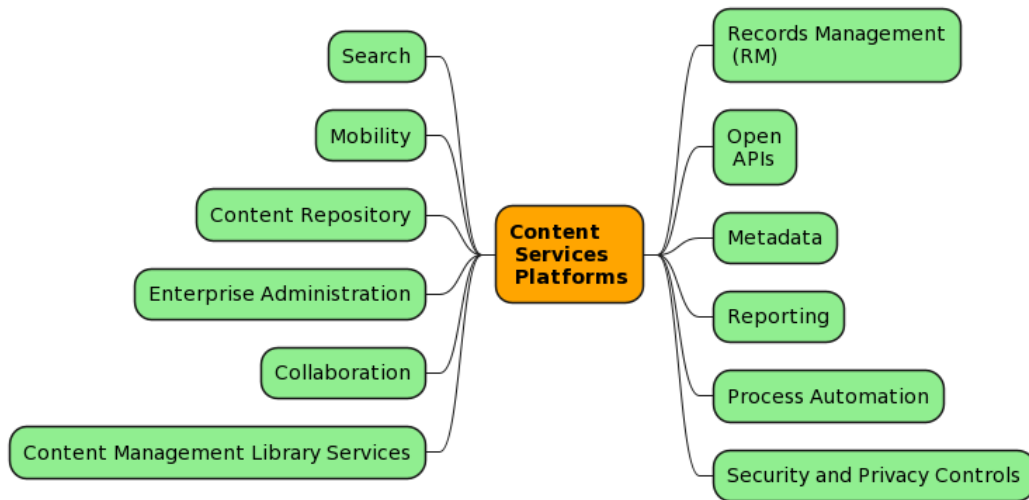 Search
Mobility
Content Repository
Enterprise Administration
Collaboration
Content Management Library Services
Content
Services
Platforms
Records Management
(RM)
Open
APIs
Metadata
Reporting
Process Automation
Security and Privacy Controls